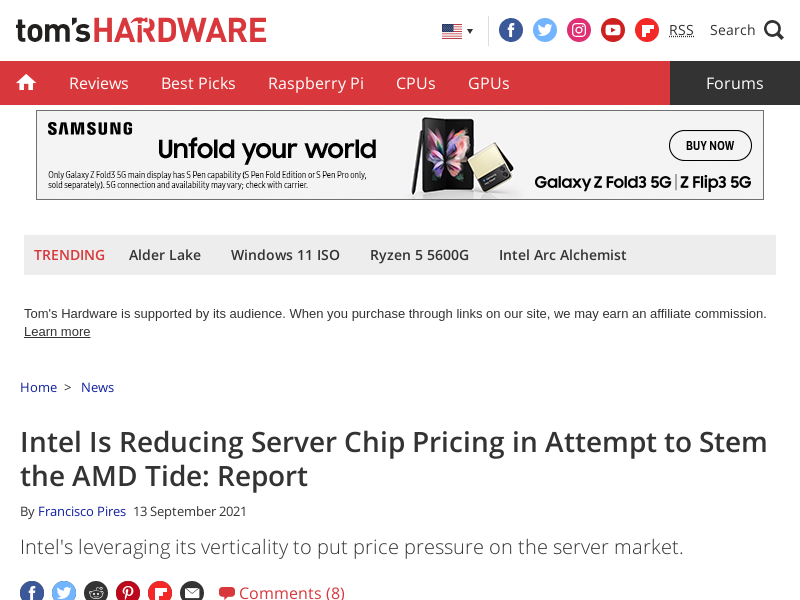 tom'sHARDWARE
RSS
Search
Reviews
Best Picks
Raspberry Pi
CPUs
GPUs
Forums
SAMSUNG
Unfold your world
Only Galaxy Z Fold3 5G main display has S Pen capability (S Pen Fold Edition or S Pen Pro only,
sold separately). 5G connection and availability may vary; check with carrier.
BUY NOW
Galaxy Z Fold3 5G | Z Flip3 5G
TRENDING
Alder Lake
Windows 11 ISO
Ryzen 5 5600G
Intel Arc Alchemist
Tom's Hardware is supported by its audience. When you purchase through links on our site, we may earn an affiliate commission.
Learn more
Home > News
Intel Is Reducing Server Chip Pricing in Attempt to Stem
the AMD Tide: Report
By Francisco Pires 13 September 2021
Intel's leveraging its verticality to put price pressure on the server market.
Comments (8)